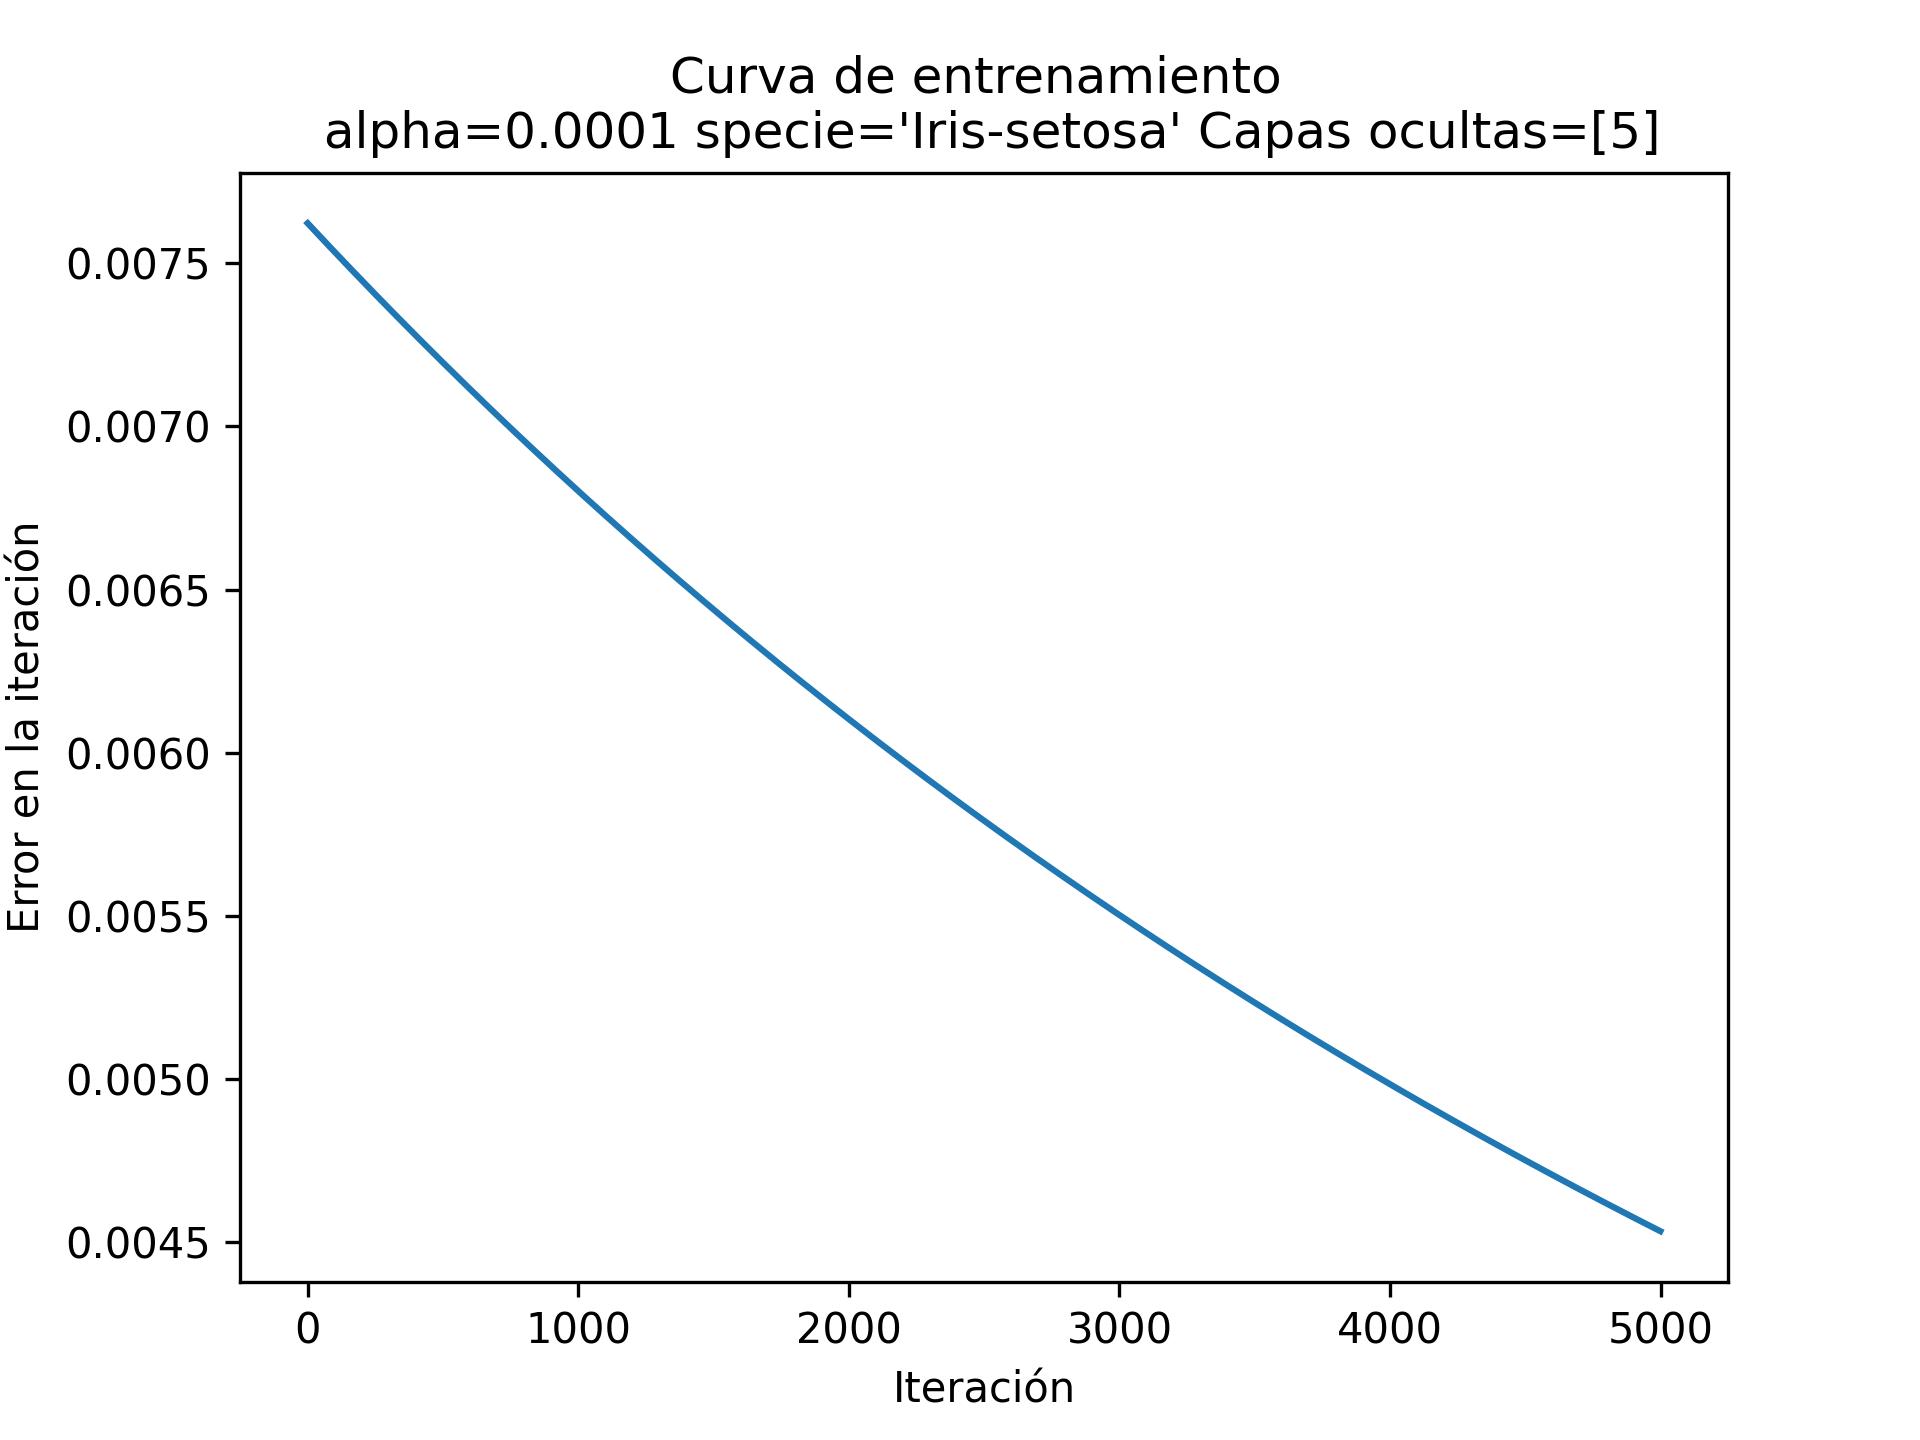 Curva de entrenamiento
alpha=0.0001 specie='Iris-setosa' Capas ocultas=[5]
Error en la iteración
0.0075
0.0070
0.0065
0.0060
0.0055
0.0050
0.0045
0 1000 2000 3000 4000 5000
Iteración